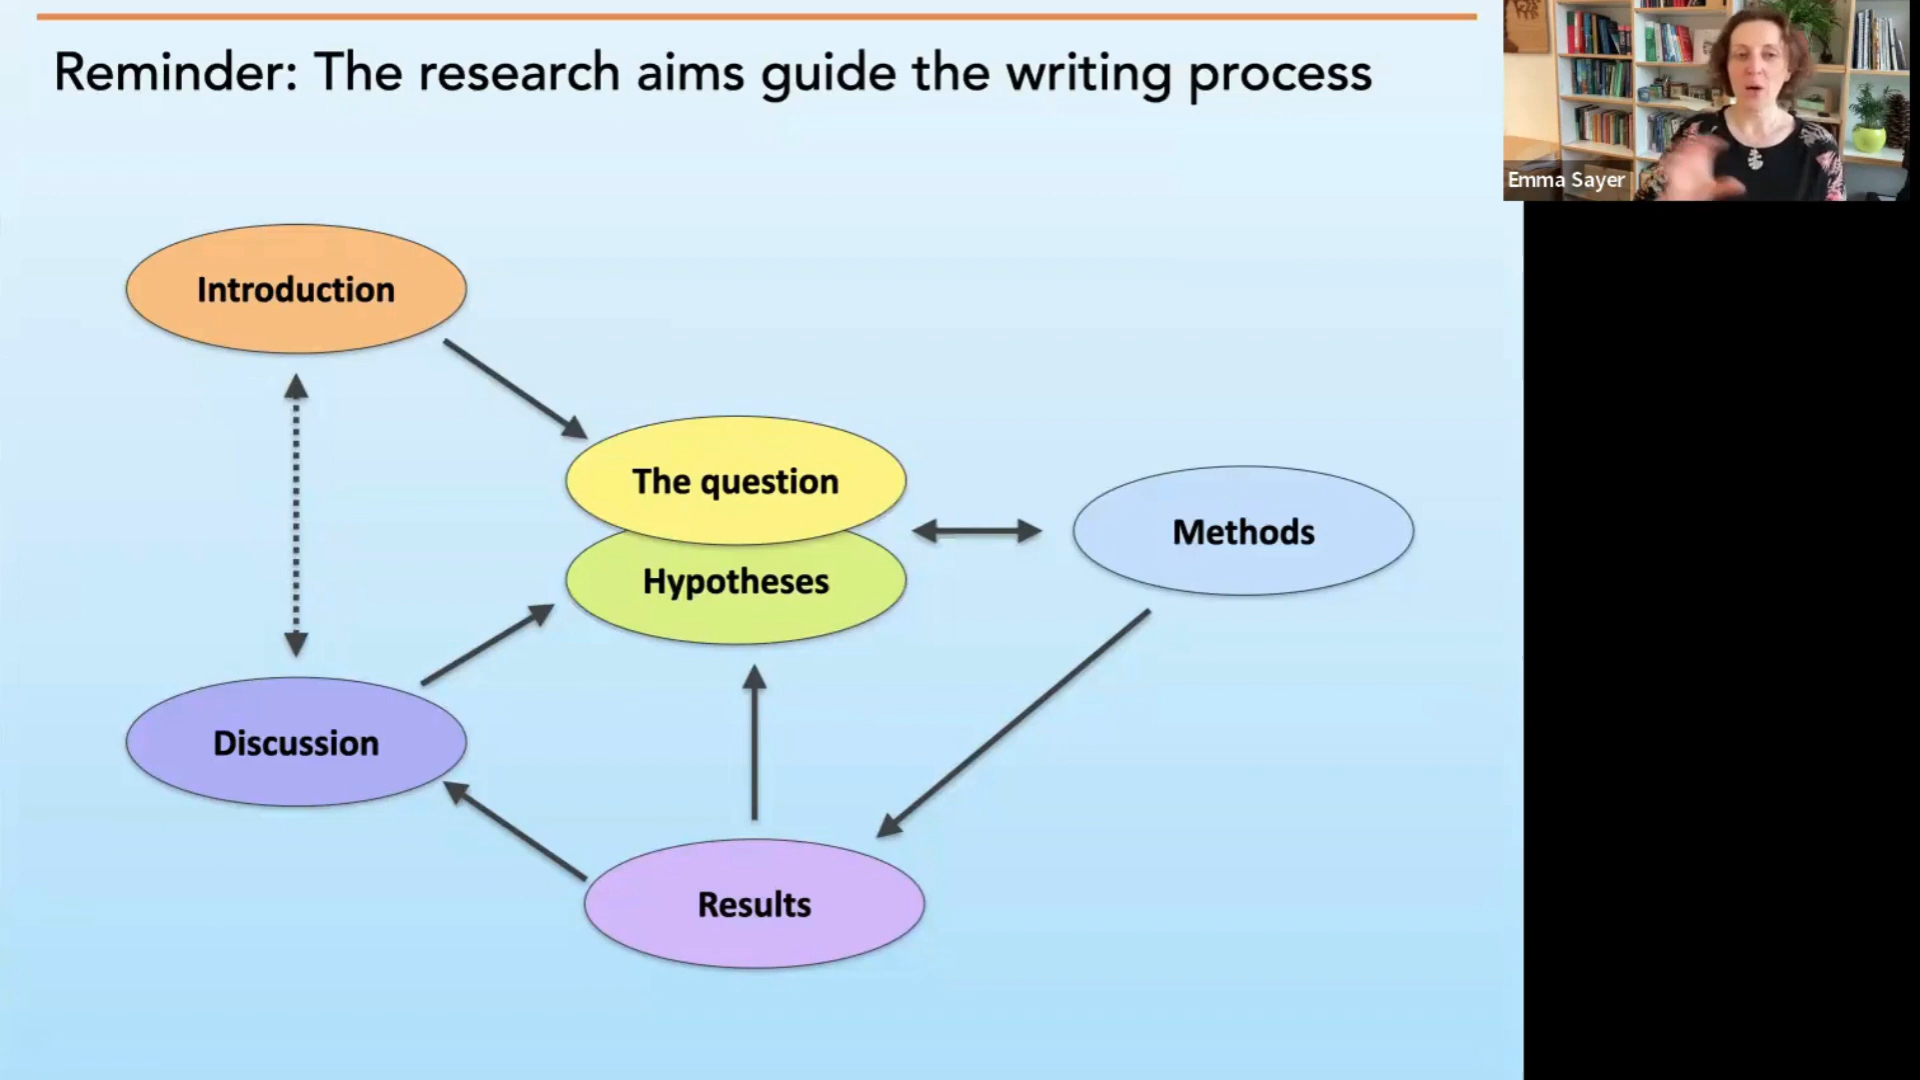 Reminder: The research aims guide the writing process
Emma Sayer
Introduction
The question
Methods
Hypotheses
Discussion
Results